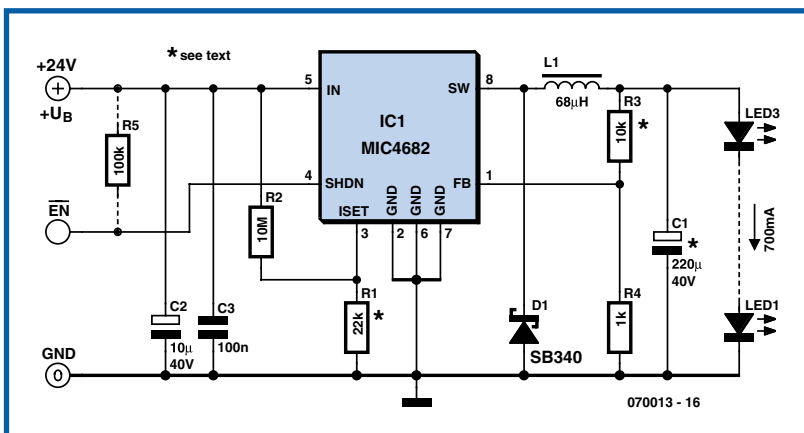 * see text
+24V
+UB
R5
100k
EN
GND
C2
10µ
40V
C3
100n
R2
10M
R1
22k
*
5
IN
4
SHDN
ISET
3
IC1
MIC4682
GND
GND
GND
2
6
7
SW
8
FB
1
L1
68µH
D1
SB340
R3
10k
*
R4
1k
C1
*
220µ
40V
LED3
700mA
LED1
070013 - 16